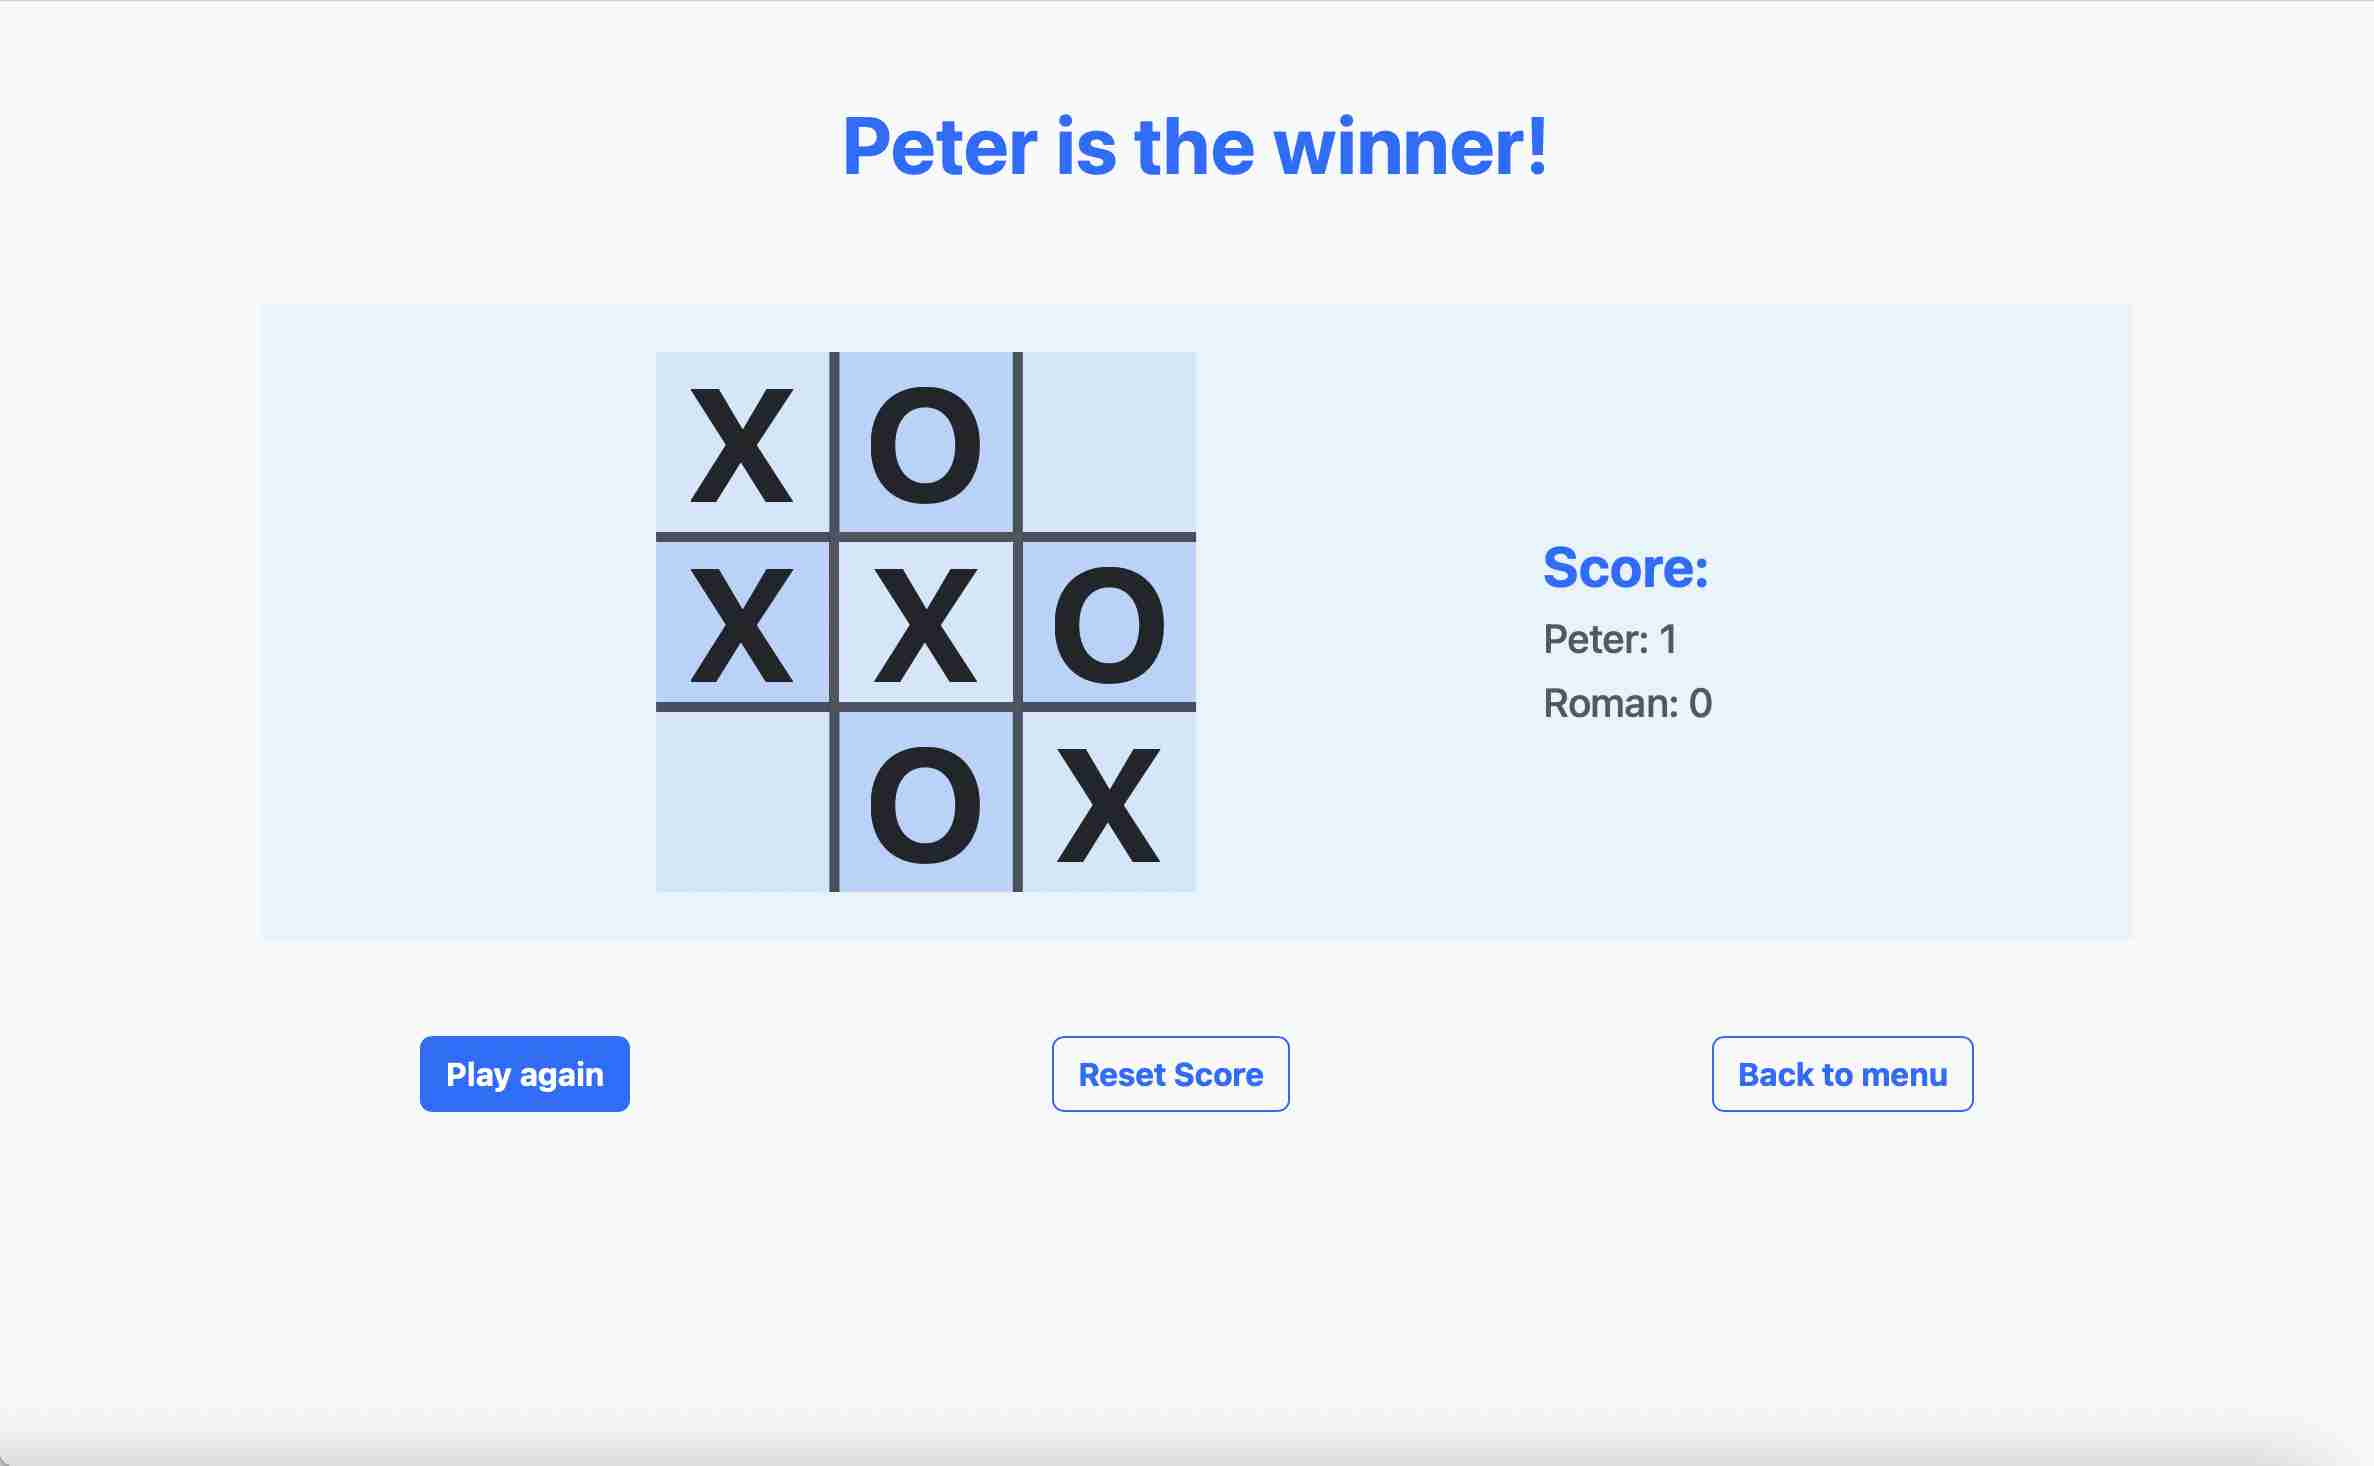 Peter is the winner!
X O
X X O
O X
Score:
Peter: 1
Roman: 0
Play again
Reset Score
Back to menu